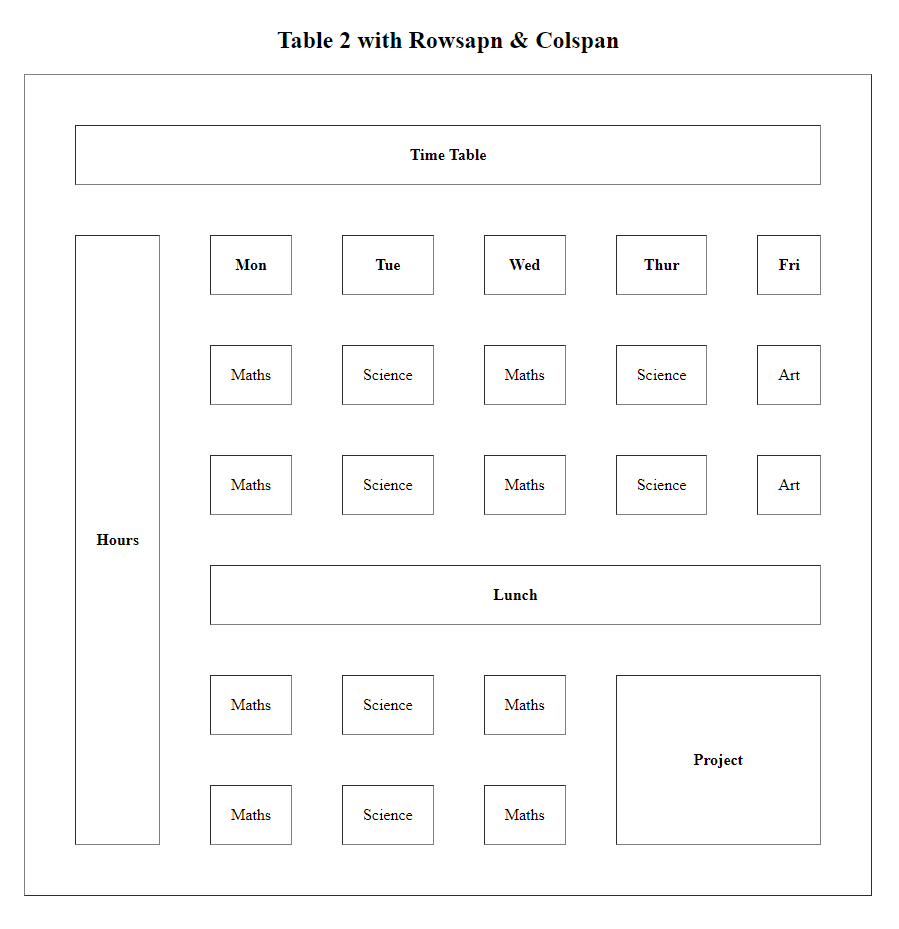 Table 2 with Rowsapn & Colspan
Time Table
Hours
Mon Tue Wed Thur Fri
Maths Science Maths Science Art
Maths Science Maths Science Art
Lunch
Maths Science Maths Project
Maths Science Maths